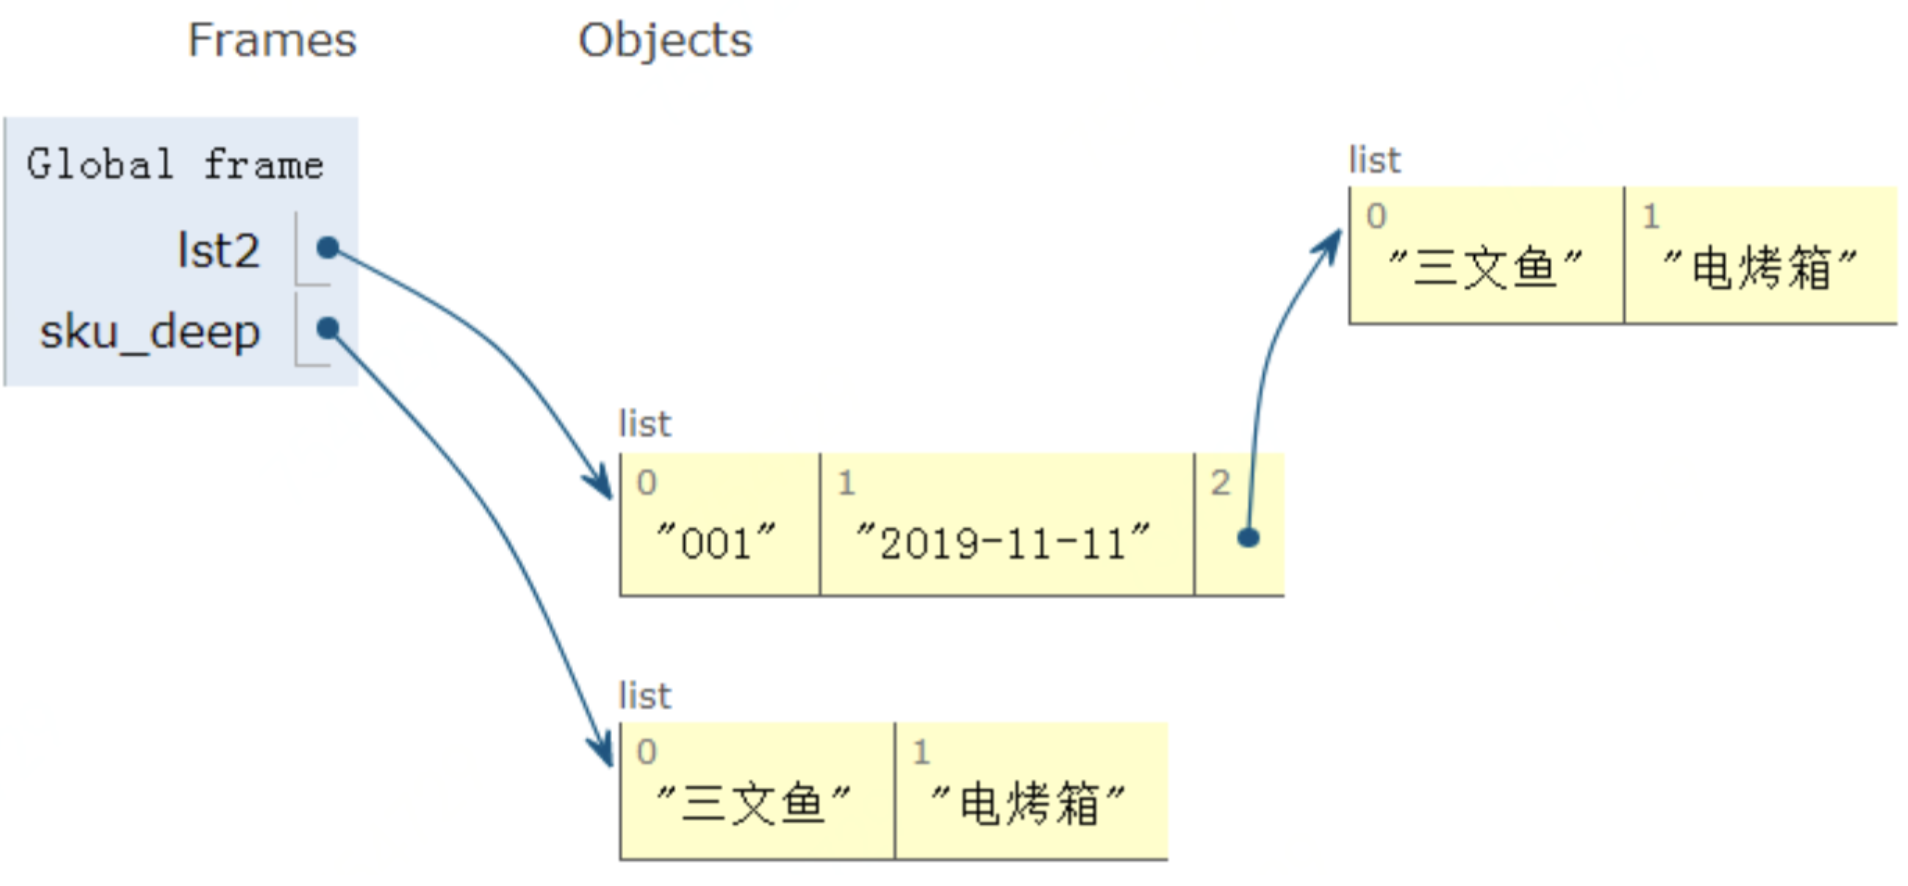 Frames Objects
Global frame
lst2
sku_deep
list
0 1
"三文鱼" "电烤箱"
list
0 1 2
"001" "2019-11-11"
list
0 1
"三文鱼" "电烤箱"